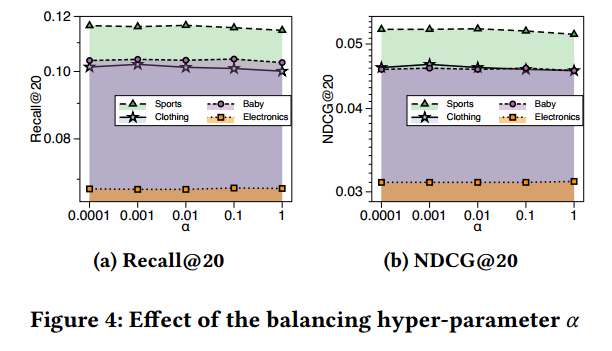 0.12
0.10
0.08
Recall@20
Sports
Baby
Clothing
Electronics
0.0001 0.001 0.01 0.1 1
α
(a) Recall@20
0.05
0.04
0.03
NDCG@20
Sports
Baby
Clothing
Electronics
0.0001 0.001 0.01 0.1 1
α
(b) NDCG@20
Figure 4: Effect of the balancing hyper-parameter α